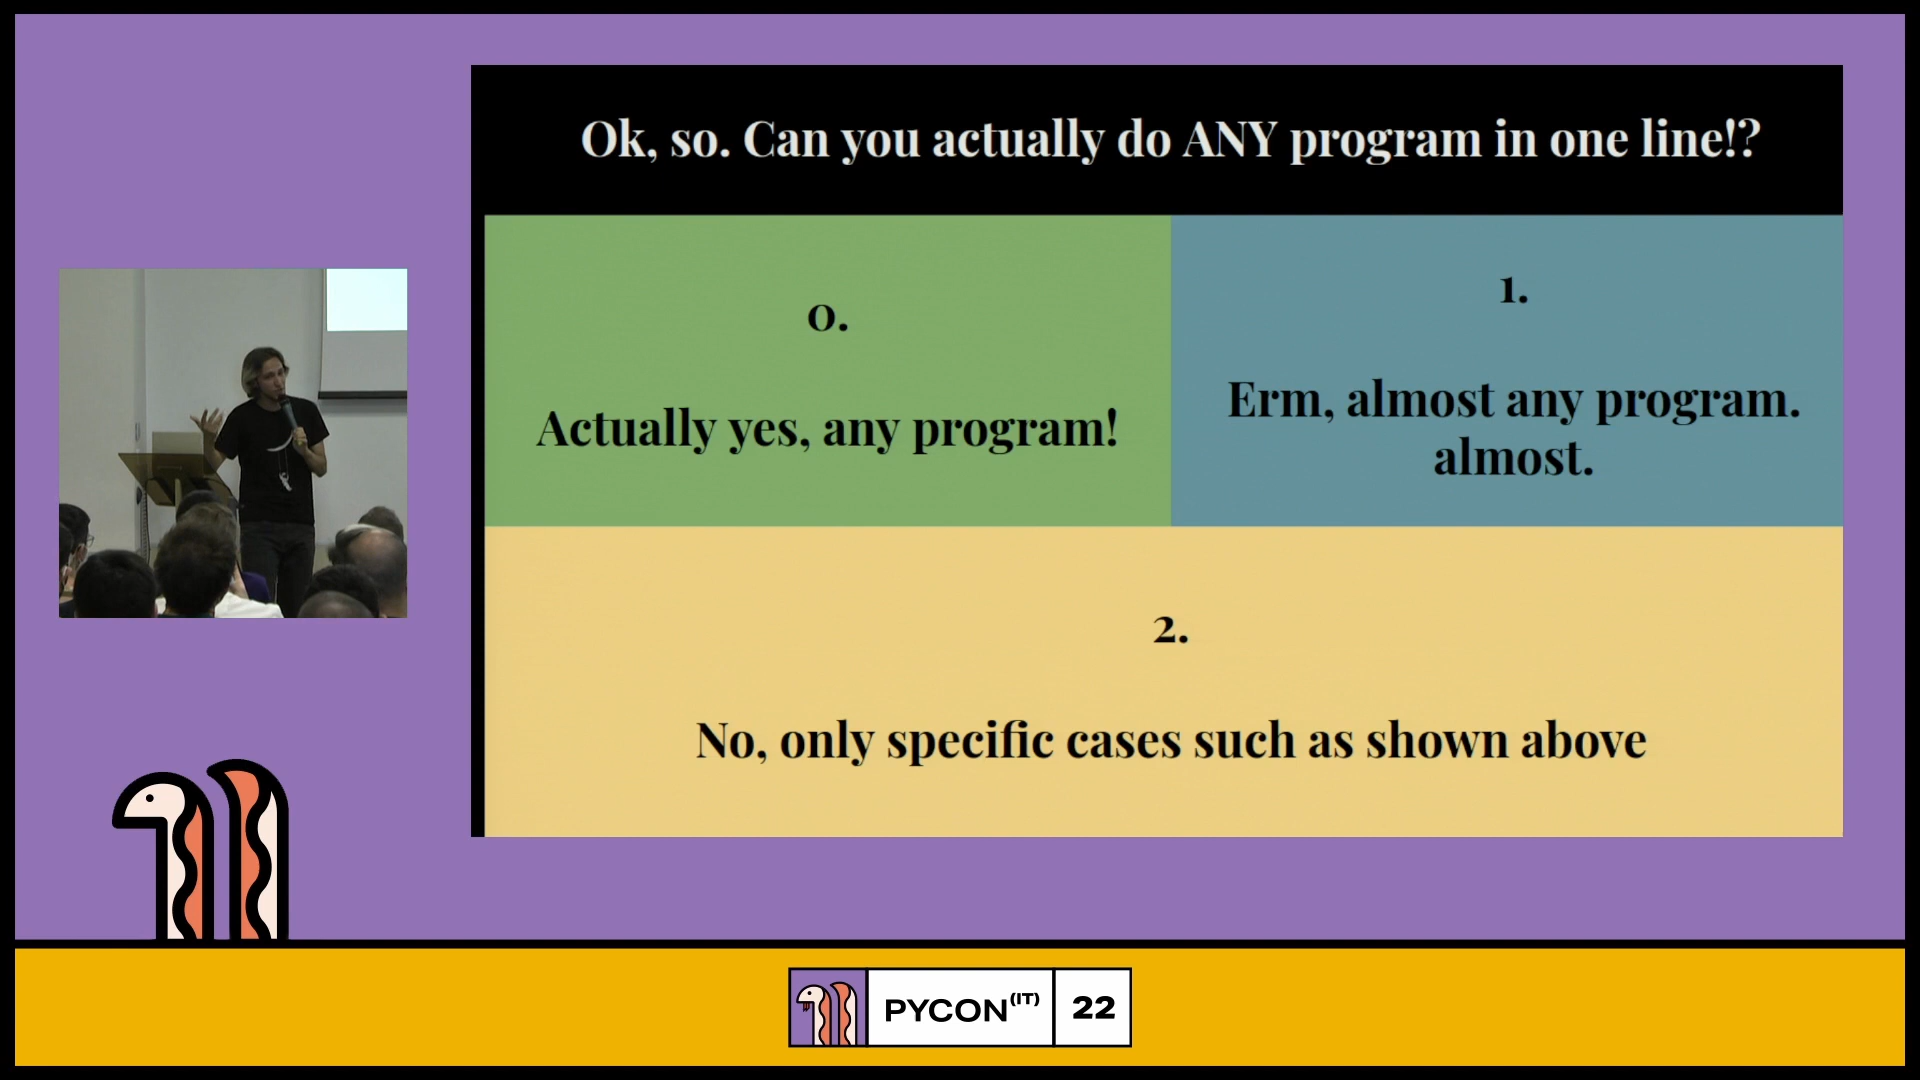 Ok, so. Can you actually do ANY program in one line!?
0.
Actually yes, any program!
1.
Erm, almost any program.
almost.
2.
No, only specific cases such as shown above
PYCON(IT) 22